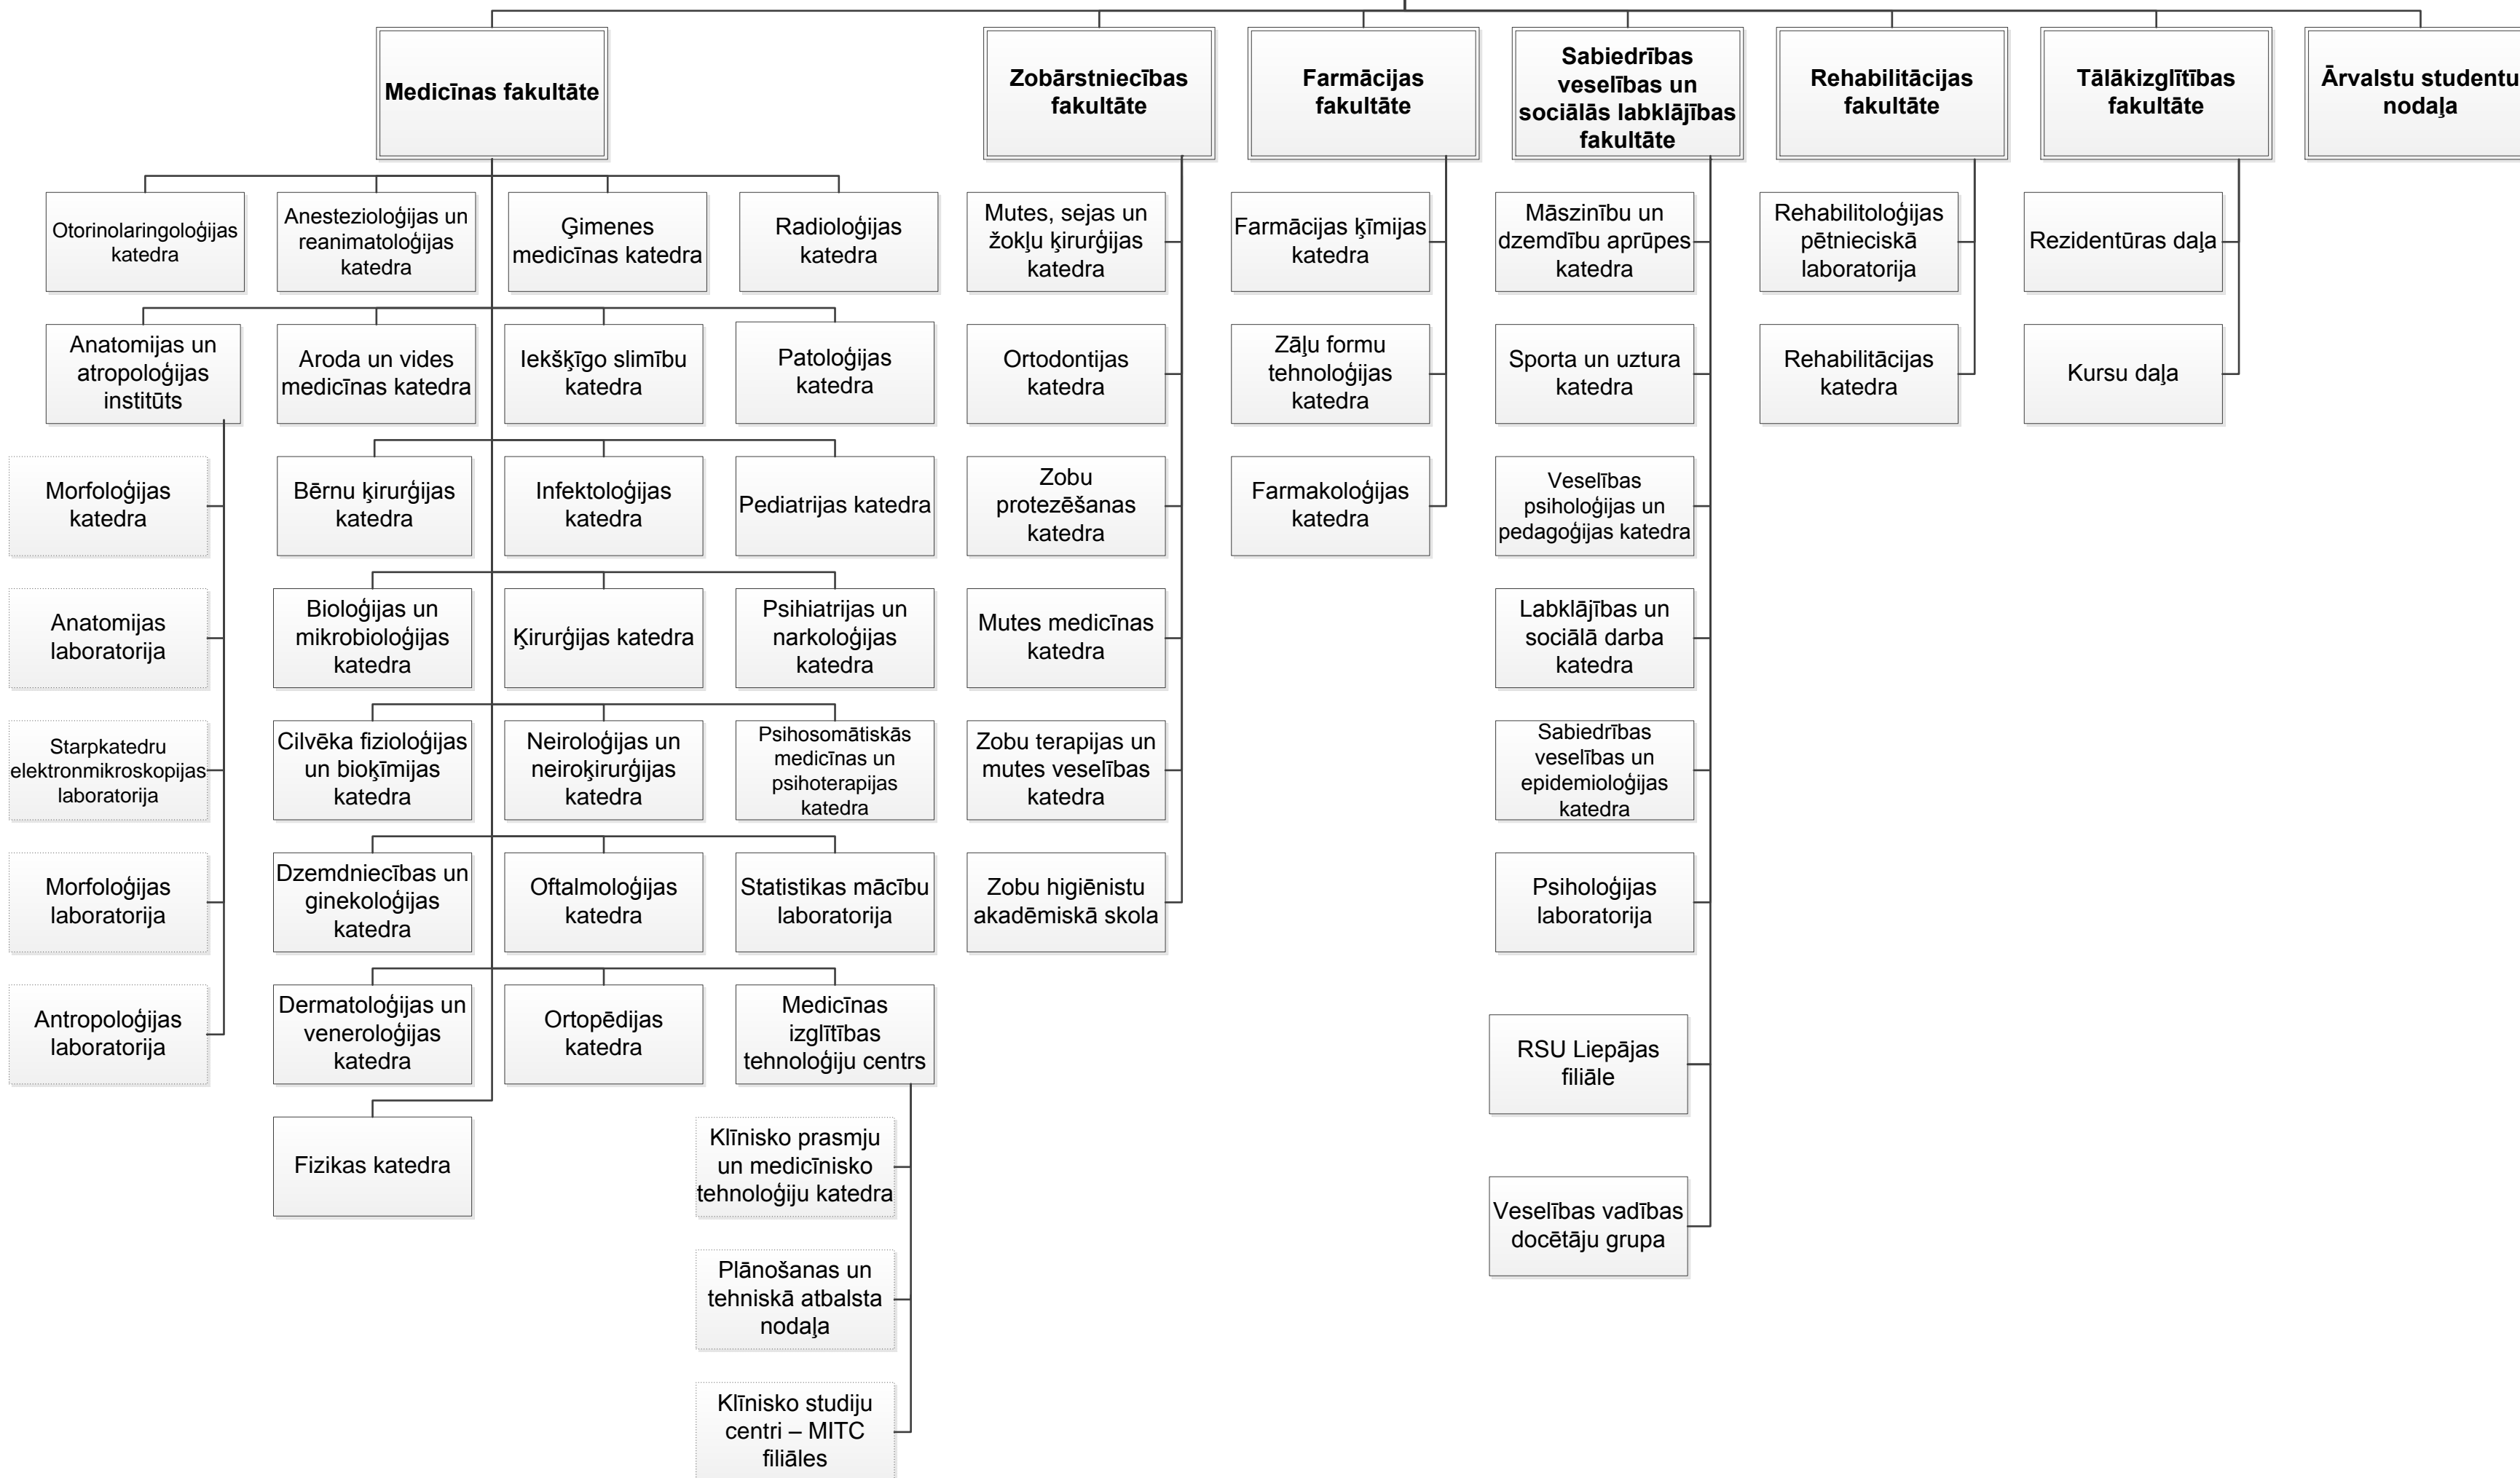 Medicīnas fakultāte
Zobārstniecības
fakultāte
Farmācijas
fakultāte
Sabiedrības
veselības un
sociālās labklājības
fakultāte
Rehabilitācijas
fakultāte
Tālākizglītības
fakultāte
Ārvalstu studentu
nodaļa
Otorinolaringoloģijas
katedra
Anestezioloģijas un
reanimatoloģijas
katedra
Ģimenes
medicīnas katedra
Radioloģijas
katedra
Mutes, sejas un
žokļu ķirurģijas
katedra
Farmācijas ķīmijas
katedra
Māszinību un
dzemdību aprūpes
katedra
Rehabilitoloģijas
pētnieciskā
laboratorija
Rezidentūras daļa
Anatomijas un
atropoloģijas
institūts
Aroda un vides
medicīnas katedra
Iekšķīgo slimību
katedra
Patoloģijas
katedra
Ortodontijas
katedra
Zāļu formu
tehnoloģijas
katedra
Sporta un uztura
katedra
Rehabilitācijas
katedra
Kursu daļa
Morfoloģijas
katedra
Bērnu ķirurģijas
katedra
Infektoloģijas
katedra
Pediatrijas katedra
Zobu
protezēšanas
katedra
Farmakoloģijas
katedra
Veselības
psiholoģijas un
pedagoģijas katedra
Anatomijas
laboratorija
Bioloģijas un
mikrobioloģijas
katedra
Ķirurģijas katedra
Psihiatrijas un
narkoloģijas
katedra
Mutes medicīnas
katedra
Labklājības un
sociālā darba
katedra
Starpkatedru
elektronmikroskopijas
laboratorija
Cilvēka fizioloģijas
un bioķīmijas
katedra
Neiroloģijas un
neiroķirurģijas
katedra
Psihosomātiskās
medicīnas un
psihoterapijas
katedra
Zobu terapijas un
mutes veselības
katedra
Sabiedrības
veselības un
epidemioloģijas
katedra
Morfoloģijas
laboratorija
Dzemdniecības un
ginekoloģijas
katedra
Oftalmoloģijas
katedra
Statistikas mācību
laboratorija
Zobu higiēnistu
akadēmiskā skola
Psiholoģijas
laboratorija
Antropoloģijas
laboratorija
Dermatoloģijas un
veneroloģijas
katedra
Ortopēdijas
katedra
Medicīnas
izglītības
tehnoloģiju centrs
RSU Liepājas
filiāle
Fizikas katedra
Klīnisko prasmju
un medicīnisko
tehnoloģiju katedra
Veselības vadības
docētāju grupa
Plānošanas un
tehniskā atbalsta
nodaļa
Klīnisko studiju
centri – MITC
filiāles